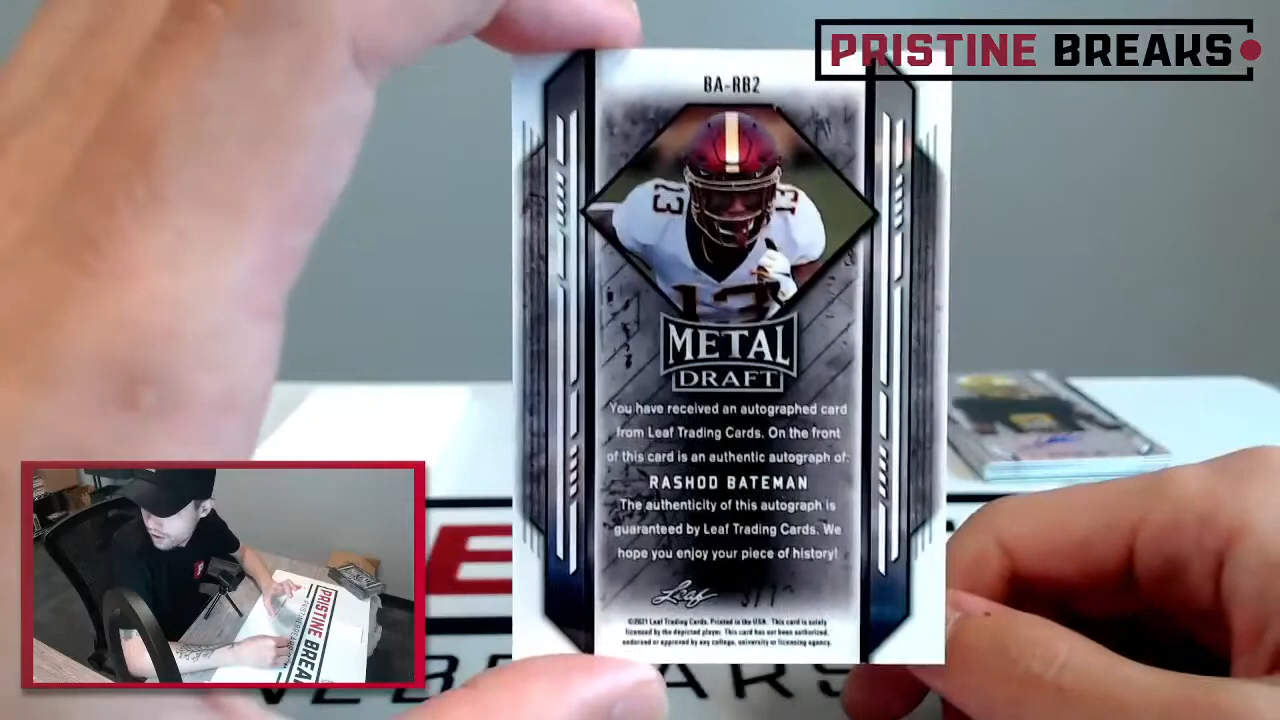 PRISTINE BREAKS
BA-RB2
13
13
13
METAL
DRAFT
You have received an autographed card
from Leaf Trading Cards. On the front
of this card is an authentic autograph of:
RASHOD BATEMAN
The authenticity of this autograph is
guaranteed by Leaf Trading Cards. We
hope you enjoy your piece of history!
Leaf
©2021 Leaf Trading Cards. Printed in the USA. This card is solely
licensed by the depicted player. This card has not been authorized,
endorsed or approved by any college, university or licensing agency.
PRISTINE BREA